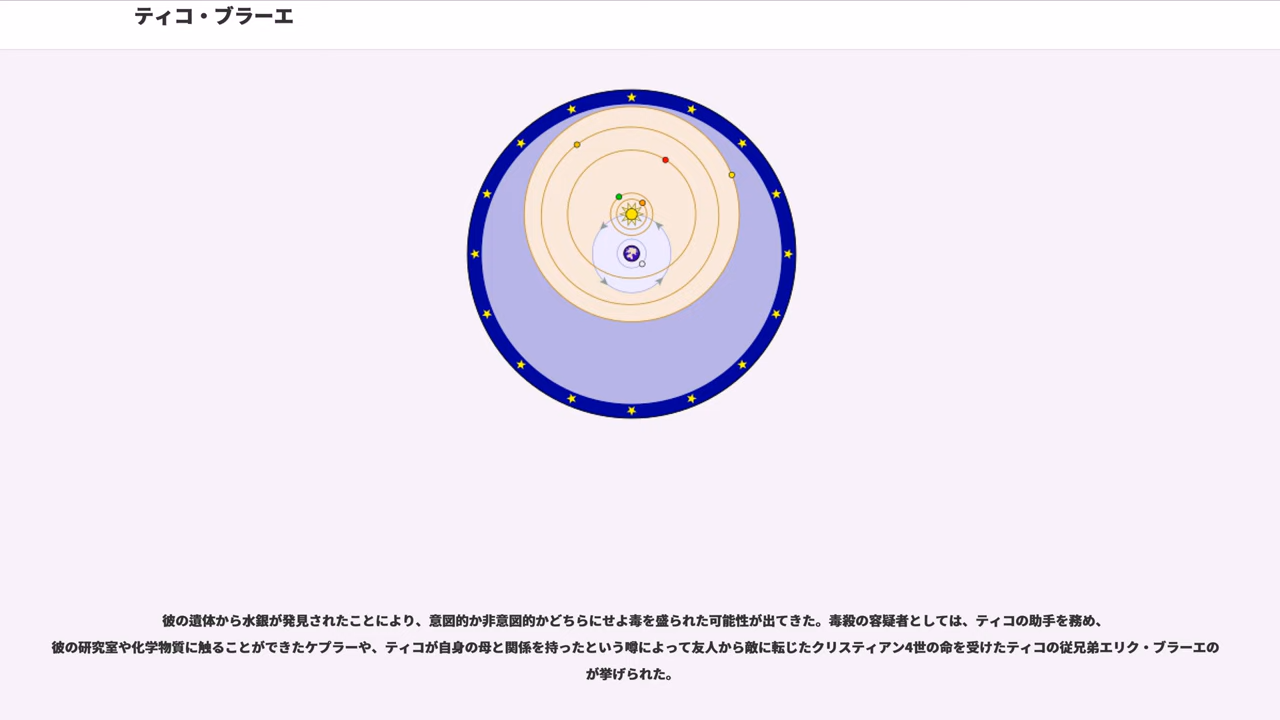 ティコ・ブラーエ
彼の遺体から水銀が発見されたことにより、意図的か非意図的かどちらにせよ毒を盛られた可能性が出てきた。毒殺の容疑者としては、ティコの助手を務め、
彼の研究室や化学物質に触ることができたケプラーや、ティコが自身の母と関係を持ったという噂によって友人から敵に転じたクリスティアン4世の命を受けたティコの従兄弟エリク・ブラーエの
が挙げられた。